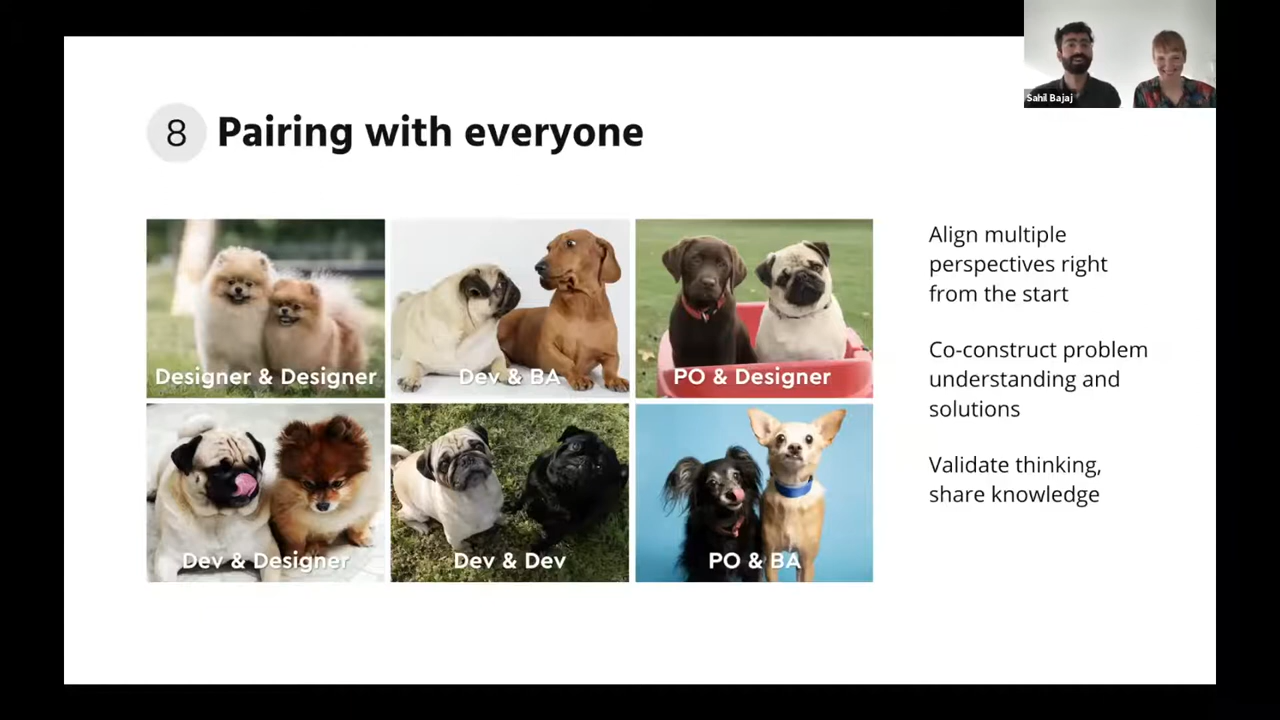 Sahil Bajaj
8 Pairing with everyone
Designer & Designer
Dev & BA
PO & Designer
Dev & Designer
Dev & Dev
PO & BA
Align multiple
perspectives right
from the start
Co-construct problem
understanding and
solutions
Validate thinking,
share knowledge